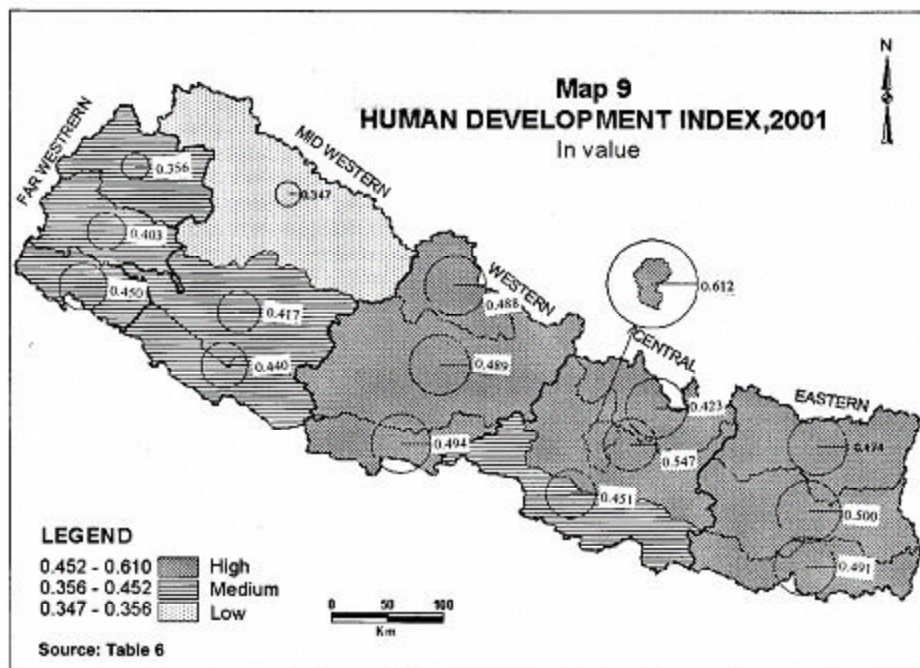 N
Map 9
HUMAN DEVELOPMENT INDEX,2001
In value
FAR WESTRERN
MID WESTERN
WESTERN
CENTRAL
EASTERN
0.356
0.347
0.403
0.450
0.417
0.440
0.488
0.489
0.494
0.612
0.423
0.547
0.451
0.500
0.491
LEGEND
0.452 - 0.610 High
0.356 - 0.452 Medium
0.347 - 0.356 Low
0 50 100
Km
Source: Table 6